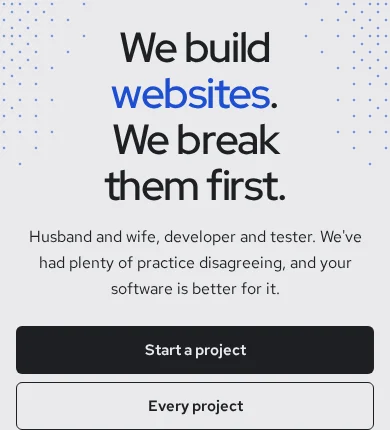 We build
websites.
We break
them first.
Husband and wife, developer and tester. We've
had plenty of practice disagreeing, and your
software is better for it.
Start a project
Every project